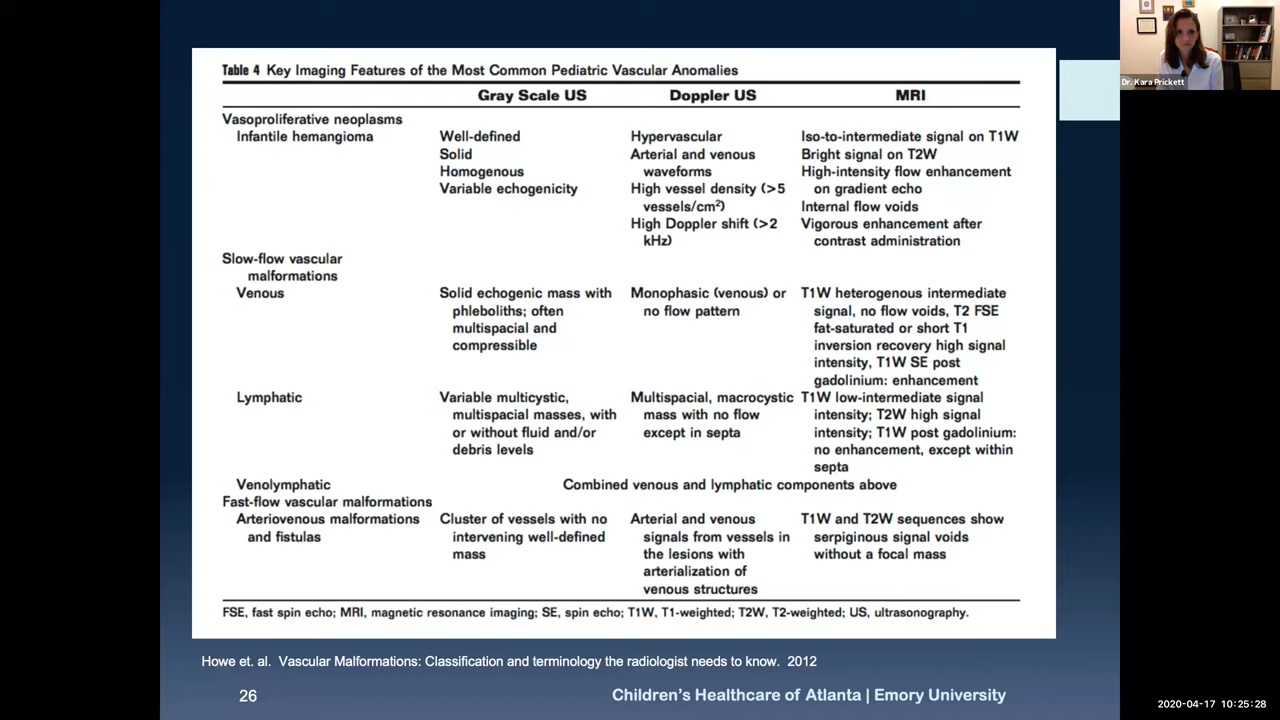 Dr. Kara Prickett
Table 4 Key Imaging Features of the Most Common Pediatric Vascular Anomalies
Gray Scale US Doppler US MRI
Vasoproliferative neoplasms
Infantile hemangioma Well-defined Hypervascular Iso-to-intermediate signal on T1W
Solid Arterial and venous Bright signal on T2W
Homogenous waveforms High-intensity flow enhancement
Variable echogenicity High vessel density (>5 on gradient echo
vessels/cm²) Internal flow voids
High Doppler shift (>2 Vigorous enhancement after
kHz) contrast administration
Slow-flow vascular
malformations
Venous Solid echogenic mass with Monophasic (venous) or T1W heterogenous intermediate
phleboliths; often no flow pattern signal, no flow voids, T2 FSE
multispacial and fat-saturated or short T1
compressible inversion recovery high signal
intensity, T1W SE post
gadolinium: enhancement
Lymphatic Variable multicystic, Multispacial, macrocystic T1W low-intermediate signal
multispacial masses, with mass with no flow intensity; T2W high signal
or without fluid and/or except in septa intensity; T1W post gadolinium:
debris levels no enhancement, except within
septa
Venolymphatic Combined venous and lymphatic components above
Fast-flow vascular malformations
Arteriovenous malformations Cluster of vessels with no Arterial and venous T1W and T2W sequences show
and fistulas intervening well-defined signals from vessels in serpiginous signal voids
mass the lesions with without a focal mass
arterialization of
venous structures
FSE, fast spin echo; MRI, magnetic resonance imaging; SE, spin echo; T1W, T1-weighted; T2W, T2-weighted; US, ultrasonography.
Howe et. al. Vascular Malformations: Classification and terminology the radiologist needs to know. 2012
26 Children's Healthcare of Atlanta | Emory University
2020-04-17 10:25:28